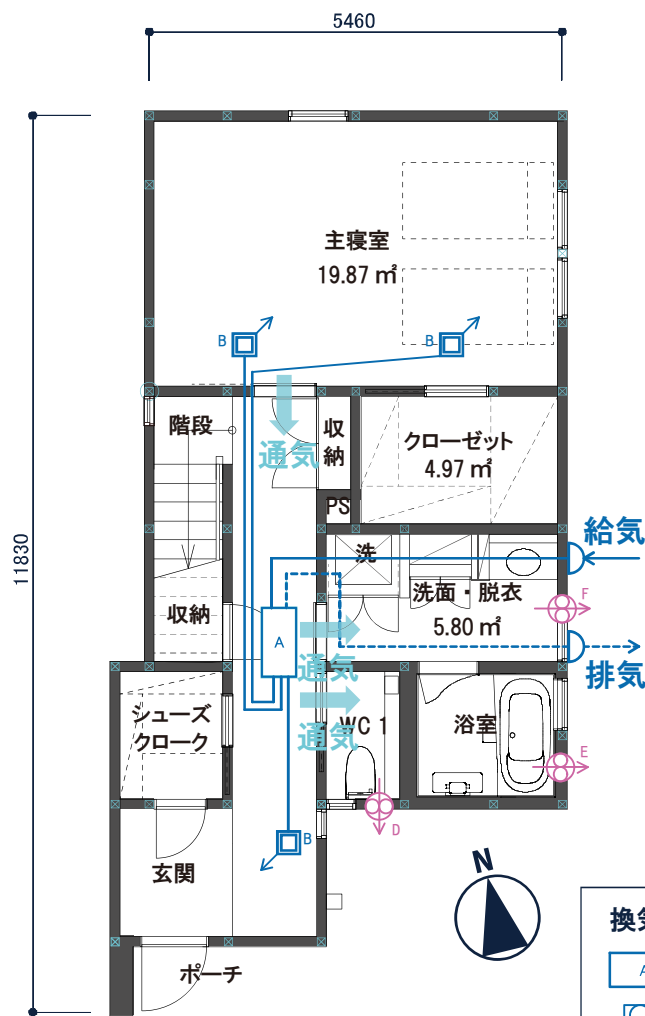 5460
11830
主寝室
19.87 ㎡
B
B
通気
階段
収
納
クローゼット
4.97 ㎡
PS
給気
洗
洗面・脱衣
5.80 ㎡
F
収納
A
通気
排気
通気
シューズ
クローク
WC 1
浴室
E
D
B
玄関
N
ポーチ
換気
A